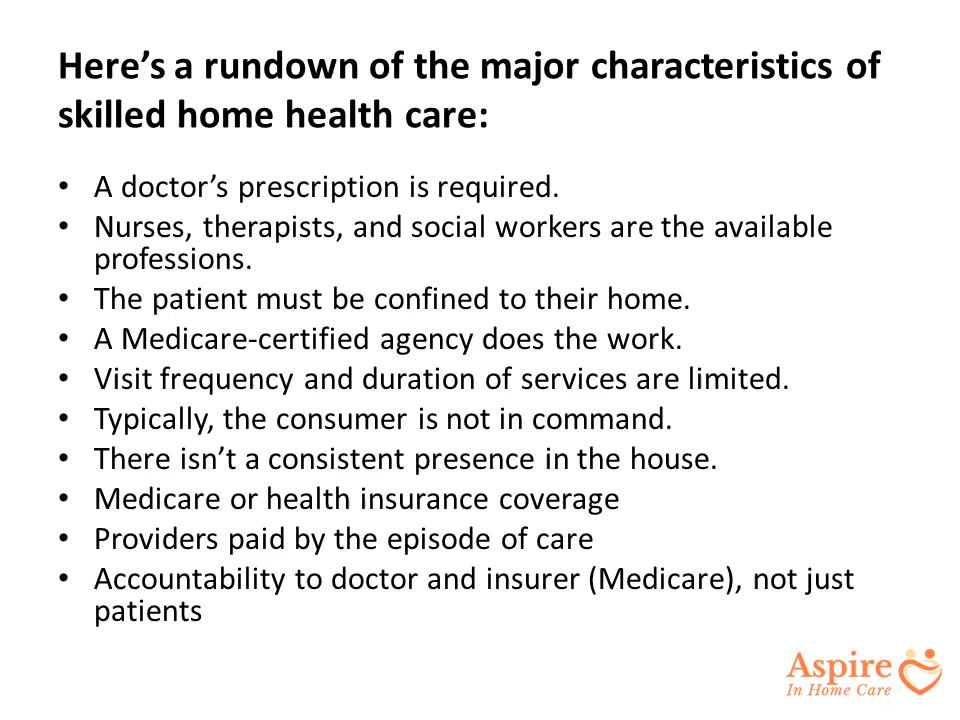 Here’s a rundown of the major characteristics of
skilled home health care:
• A doctor’s prescription is required.
• Nurses, therapists, and social workers are the available
professions.
• The patient must be confined to their home.
• A Medicare-certified agency does the work.
• Visit frequency and duration of services are limited.
• Typically, the consumer is not in command.
• There isn’t a consistent presence in the house.
• Medicare or health insurance coverage
• Providers paid by the episode of care
• Accountability to doctor and insurer (Medicare), not just
patients
Aspire
In Home Care